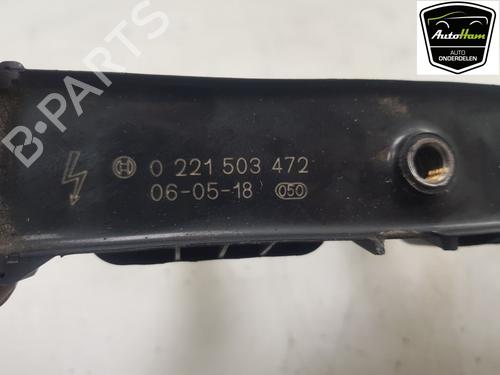 AutoHam
AUTO
ONDERDELEN
B-PARTS
0 221 503 472
06-05-18 050